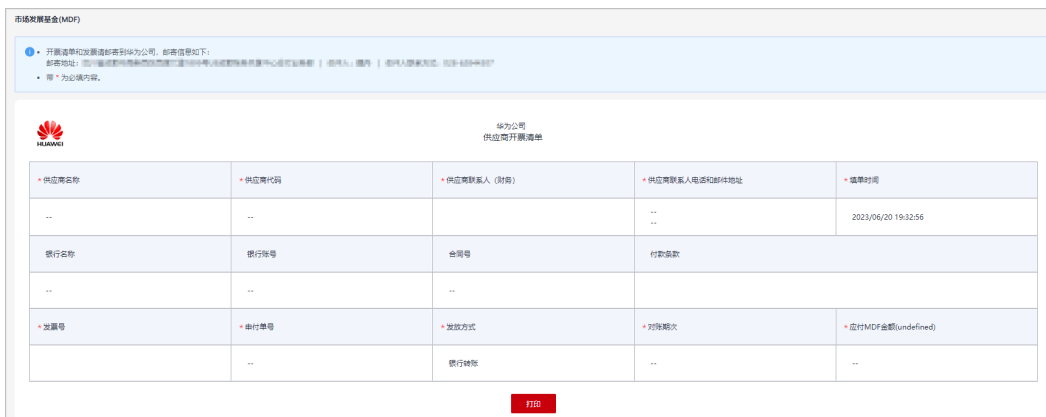 市场发展基金(MDF)
• 开票清单和发票请邮寄到华为公司，邮寄信息如下：
邮寄地址：
• 带 * 为必填内容。
HUAWEI
华为公司
供应商开票清单
* 供应商名称 * 供应商代码 * 供应商联系人（财务） * 供应商联系人电话和邮件地址 * 填单时间
-- -- -- 2023/06/20 19:32:56
--
银行名称 银行账号 合同号 付款条款
-- -- --
* 发票号 * 申付单号 * 发放方式 * 对账期次 * 应付MDF金额(undefined)
-- 银行转账 -- --
打印